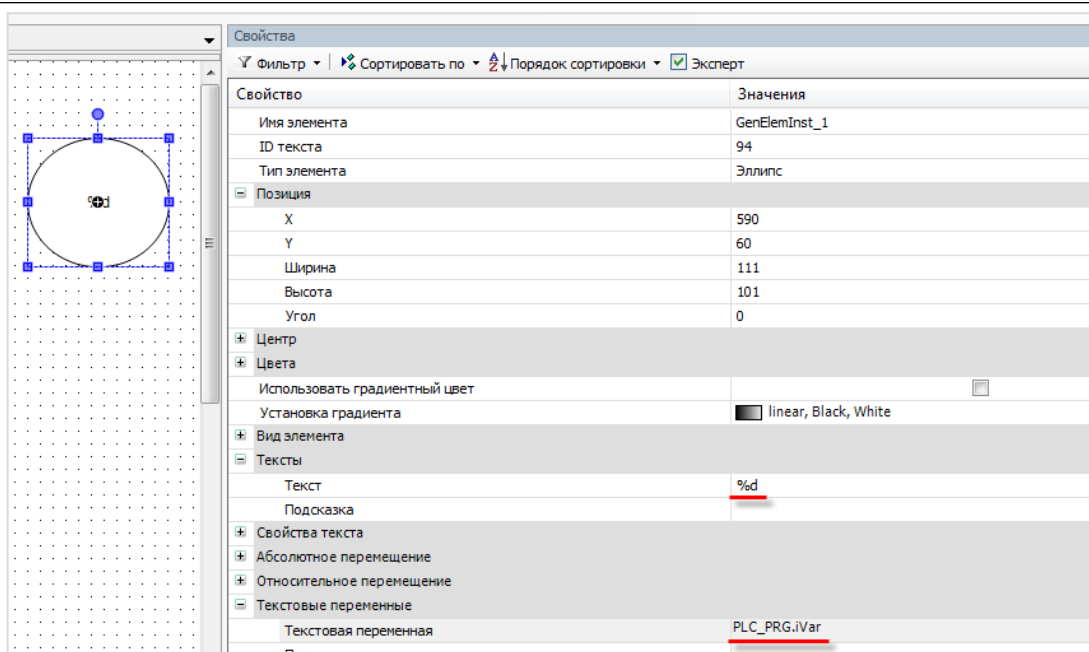 Свойства
Фильтр Сортировать по Порядок сортировки Эксперт
Свойство Значения
Имя элемента GenElemInst_1
ID текста 94
Тип элемента Эллипс
Позиция
X 590
Y 60
Ширина 111
Высота 101
Угол 0
Центр
Цвета
Использовать градиентный цвет
Установка градиента linear, Black, White
Вид элемента
Тексты
Текст %d
Подсказка
Свойства текста
Абсолютное перемещение
Относительное перемещение
Текстовые переменные
Текстовая переменная PLC_PRG.iVar